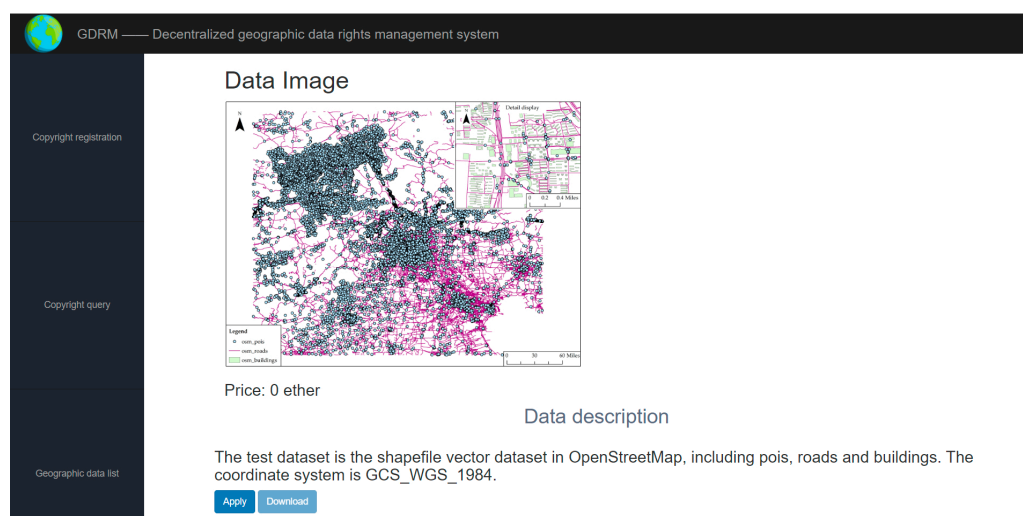 GDRM —— Decentralized geographic data rights management system
Copyright registration
Copyright query
Geographic data list
Data Image
N
Detail display
N
0 0.2 0.4 Miles
Legend
osm_pois
osm_roads
osm_buildings
0 30 60 Miles
Price: 0 ether
Data description
The test dataset is the shapefile vector dataset in OpenStreetMap, including pois, roads and buildings. The
coordinate system is GCS_WGS_1984.
Apply
Download